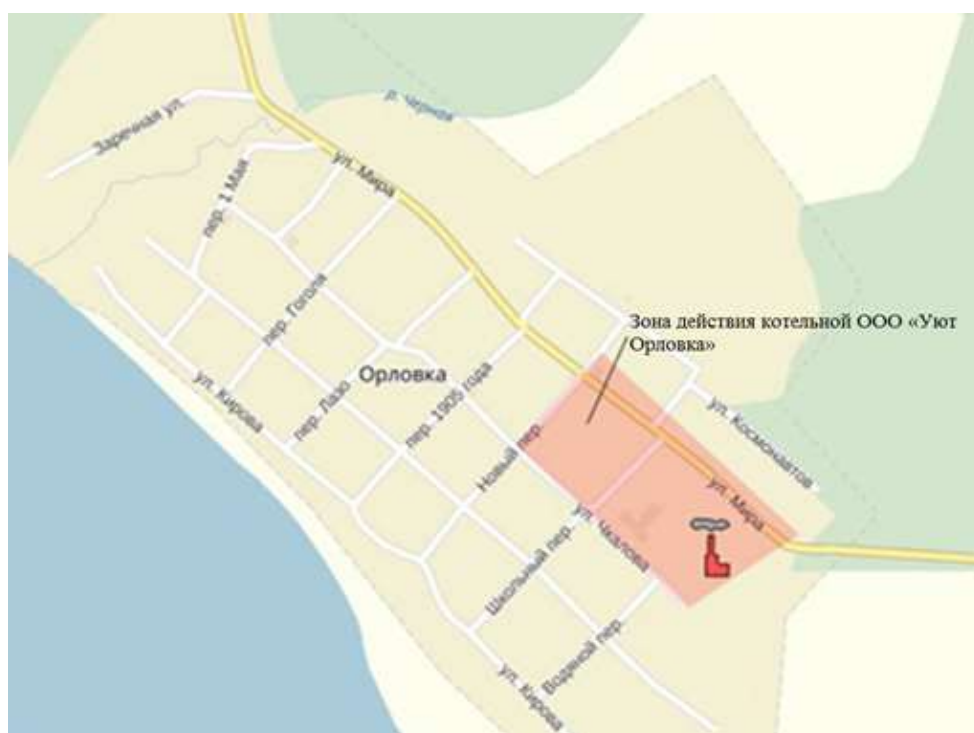 р. Черная
Заречная ул.
ул. Мира
пер. 1 Мая
пер. Гоголя
Зона действия котельной ООО «Уют
Орловка»
Орловка
пер. Лазо
ул. Кирова
пер. 1905 года
Новый пер.
ул. Космонавтов
ул. Мира
ул. Чкалова
Школьный пер.
Водяной пер.
ул. Кирова